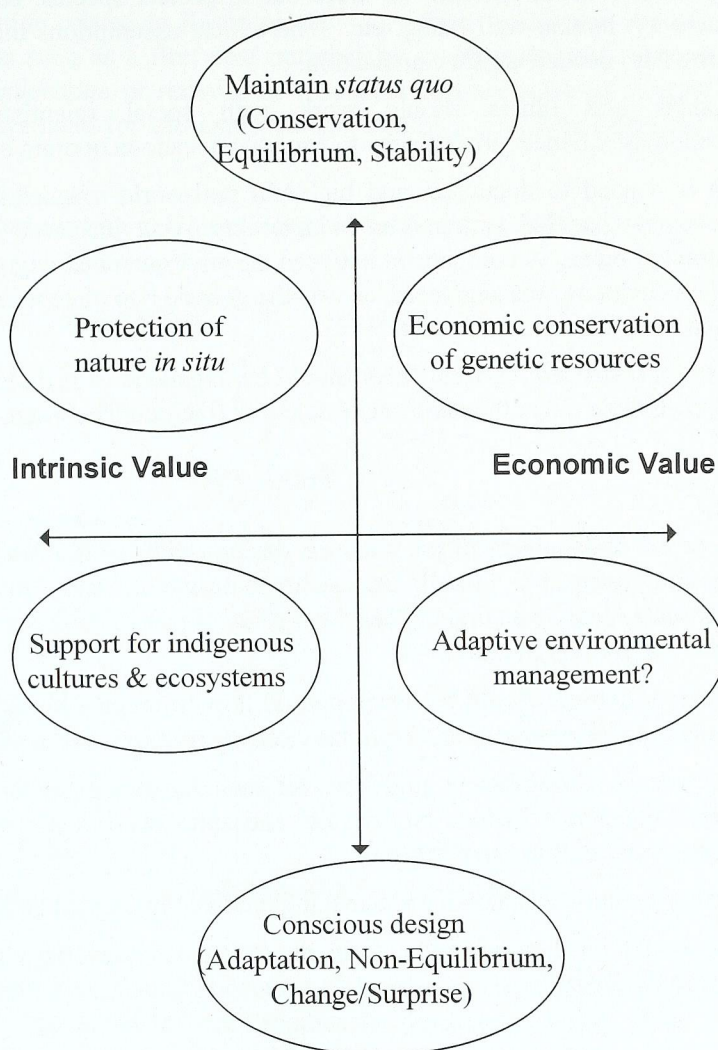 Maintain status quo
(Conservation,
Equilibrium, Stability)
Protection of
nature in situ
Economic conservation
of genetic resources
Intrinsic Value
Economic Value
Support for indigenous
cultures & ecosystems
Adaptive environmental
management?
Conscious design
(Adaptation, Non-Equilibrium,
Change/Surprise)